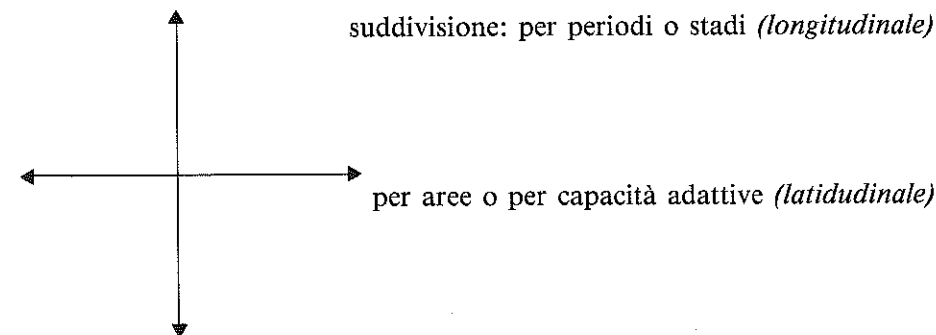 suddivisione: per periodi o stadi (longitudinale)
per aree o per capacità adattive (latidudinale)